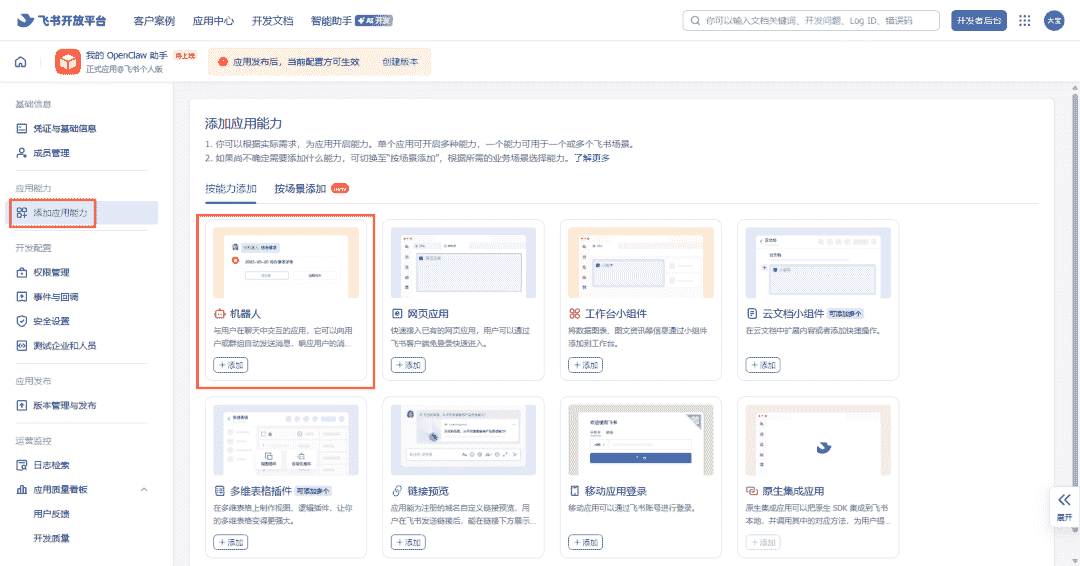 飞书开放平台
客户案例
应用中心
开发文档
智能助手 AI 开发
你可以输入文档关键词、开发问题、Log ID、错误码
开发者后台
大宝
我的 OpenClaw 助手 待上线
正式应用@飞书个人版
应用发布后，当前配置方可生效
创建版本
基础信息
凭证与基础信息
成员管理
应用能力
添加应用能力
开发配置
权限管理
事件与回调
安全设置
测试企业和人员
应用发布
版本管理与发布
运营监控
日志检索
应用质量看板
用户反馈
开发质量
添加应用能力
1. 你可以根据实际需求，为应用开启能力。单个应用可开启多种能力，一个能力可用于一个或多个飞书场景。
2. 如果尚不确定需要添加什么能力，可切换至"按场景添加"，根据所需的业务场景选择能力。了解更多
按能力添加
按场景添加
机器人
与用户在聊天中交互的应用，它可以向用
户或群组自动发送消息，响应用户的消...
+ 添加
网页应用
快速接入已有的网页应用，用户可以通过
飞书客户端免登录快速进入。
+ 添加
工作台小组件
将数据图表、图文资讯等信息通过小组件
添加到工作台。
+ 添加
云文档小组件 可添加多个
在云文档中扩展内容或者添加快捷操作。
+ 添加
多维表格插件 可添加多个
在多维表格上制作视图、逻辑插件，让你
的多维表格变得更强大。
+ 添加
链接预览
应用能为注册的域名自定义链接预览，用
户在飞书发送链接后，能在链接下方展示...
+ 添加
移动应用登录
移动应用可以通过飞书账号进行登录。
+ 添加
原生集成应用
原生集成应用可以把原生 SDK 集成到飞书
本地，并调用其中的对应方法，为用户提...
+ 添加
展开